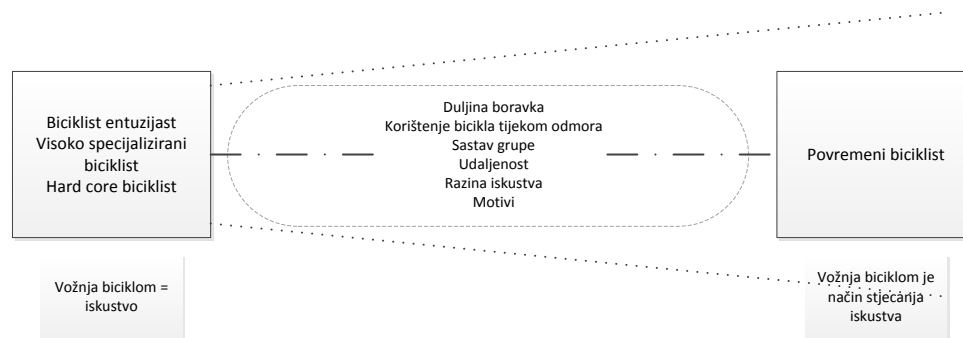 Biciklist entuzijast
Visoko specijalizirani
biciklist
Hard core biciklist
Duljina boravka
Korištenje bicikla tijekom odmora
Sastav grupe
Udaljenost
Razina iskustva
Motivi
Povremeni biciklist
Vožnja biciklom =
iskustvo
Vožnja biciklom je
način stjecanja
iskustva